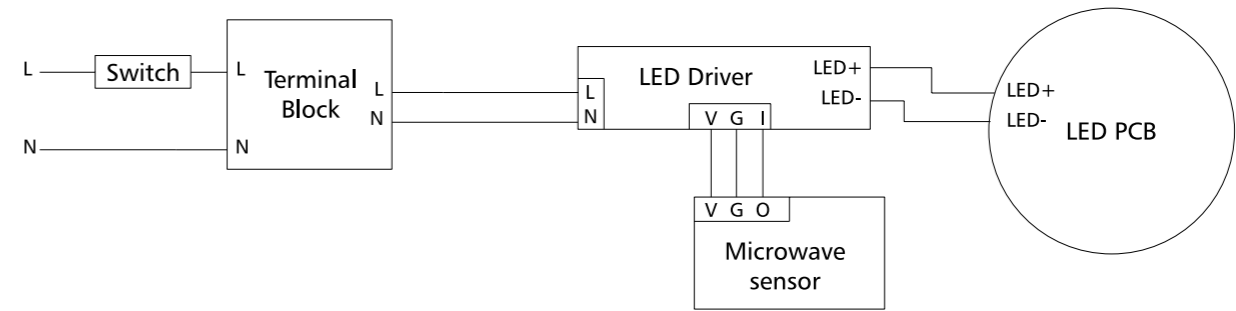 L
Switch
L
Terminal
Block
L
N
N
N
LED Driver
L
N
LED+
LED-
V G I
V G O
Microwave
sensor
LED+
LED-
LED PCB